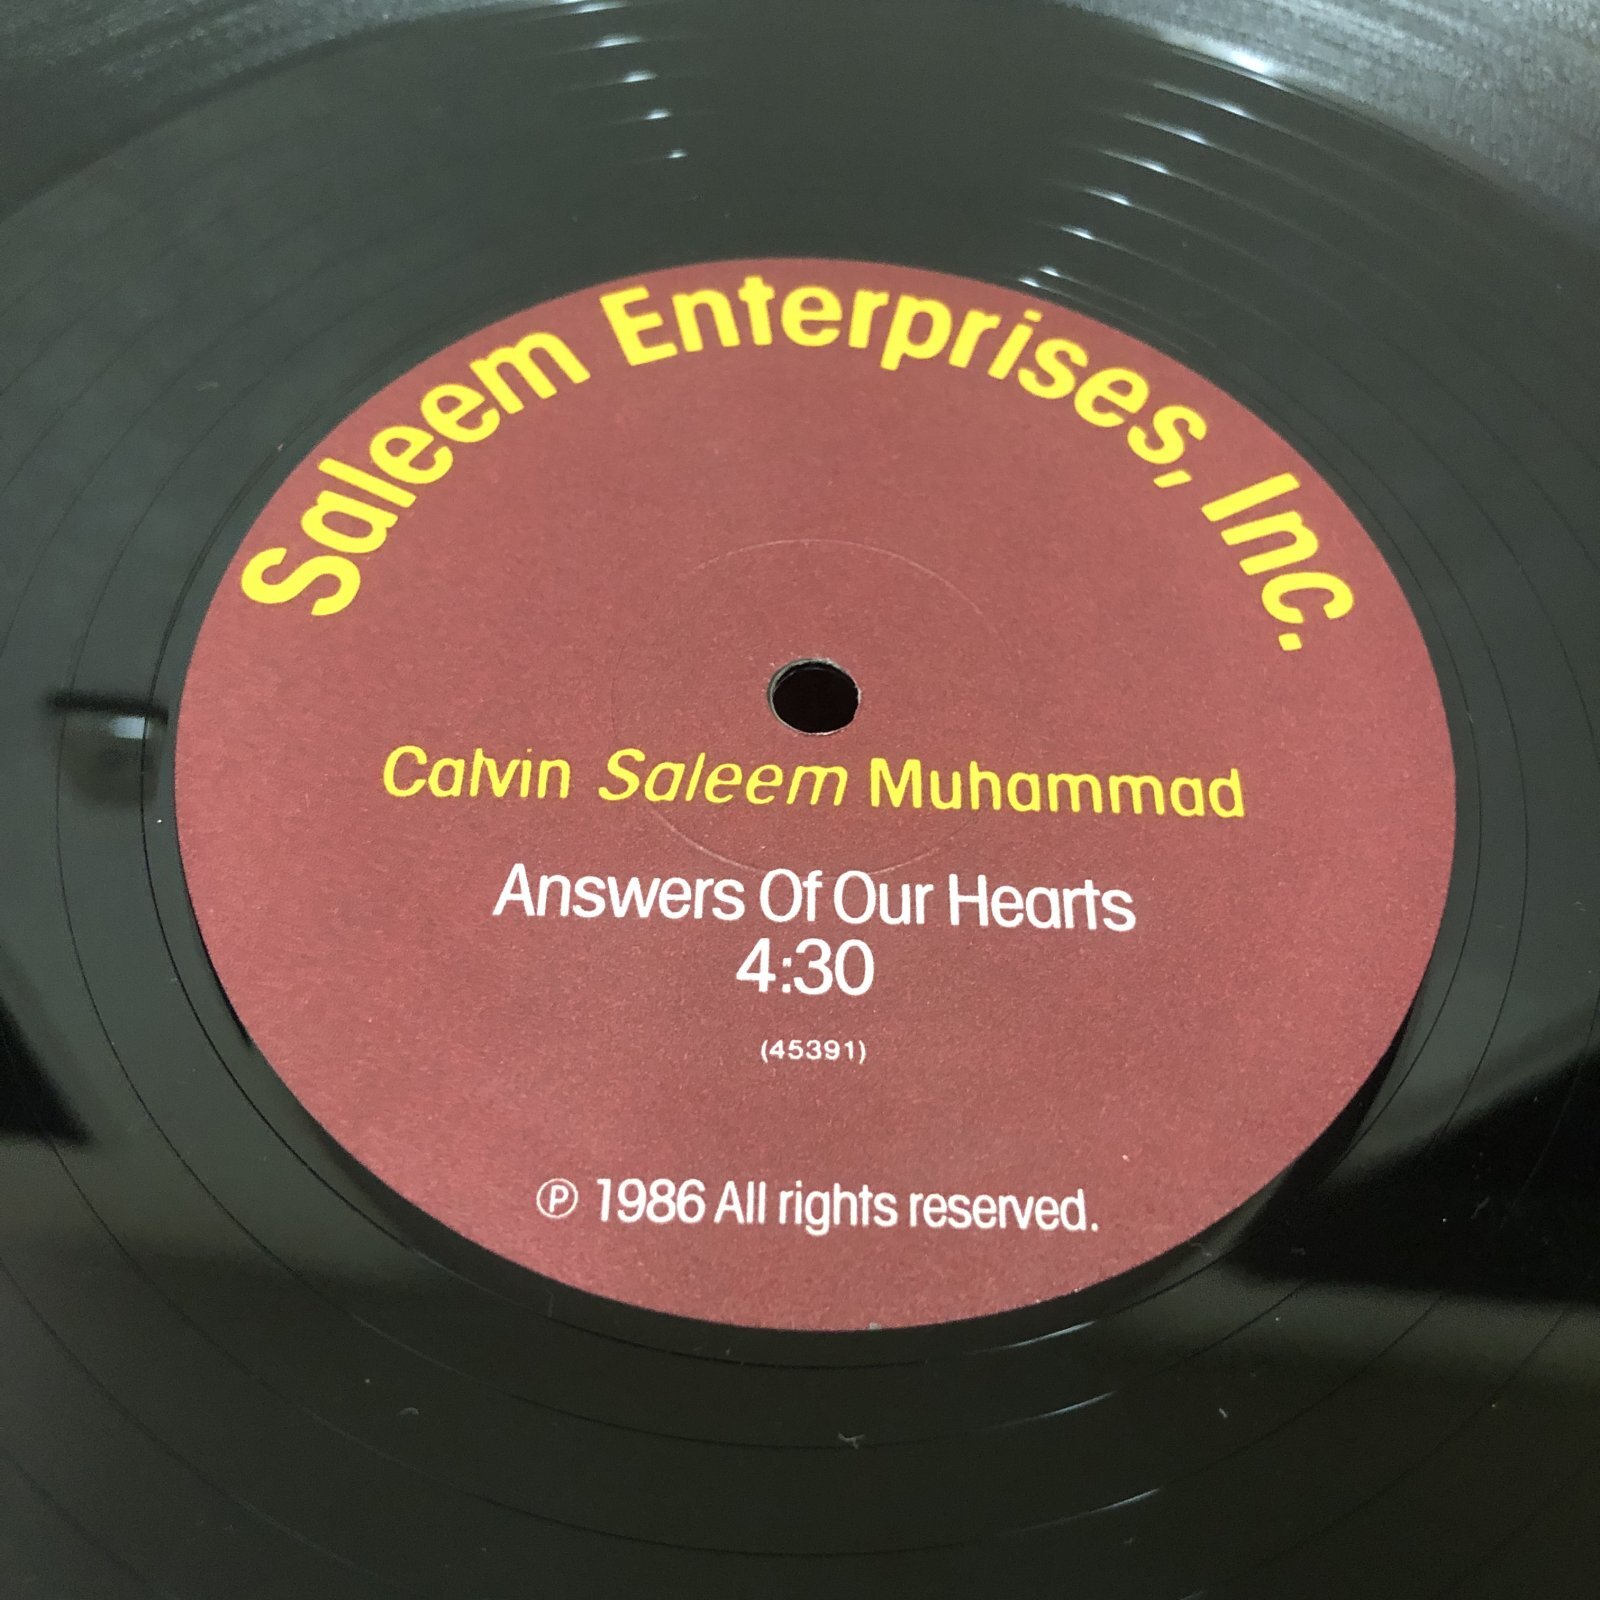 Saleem Enterprises, Inc.
Calvin Saleem Muhammad
Answers Of Our Hearts
4:30
(45391)
℗ 1986 All rights reserved.